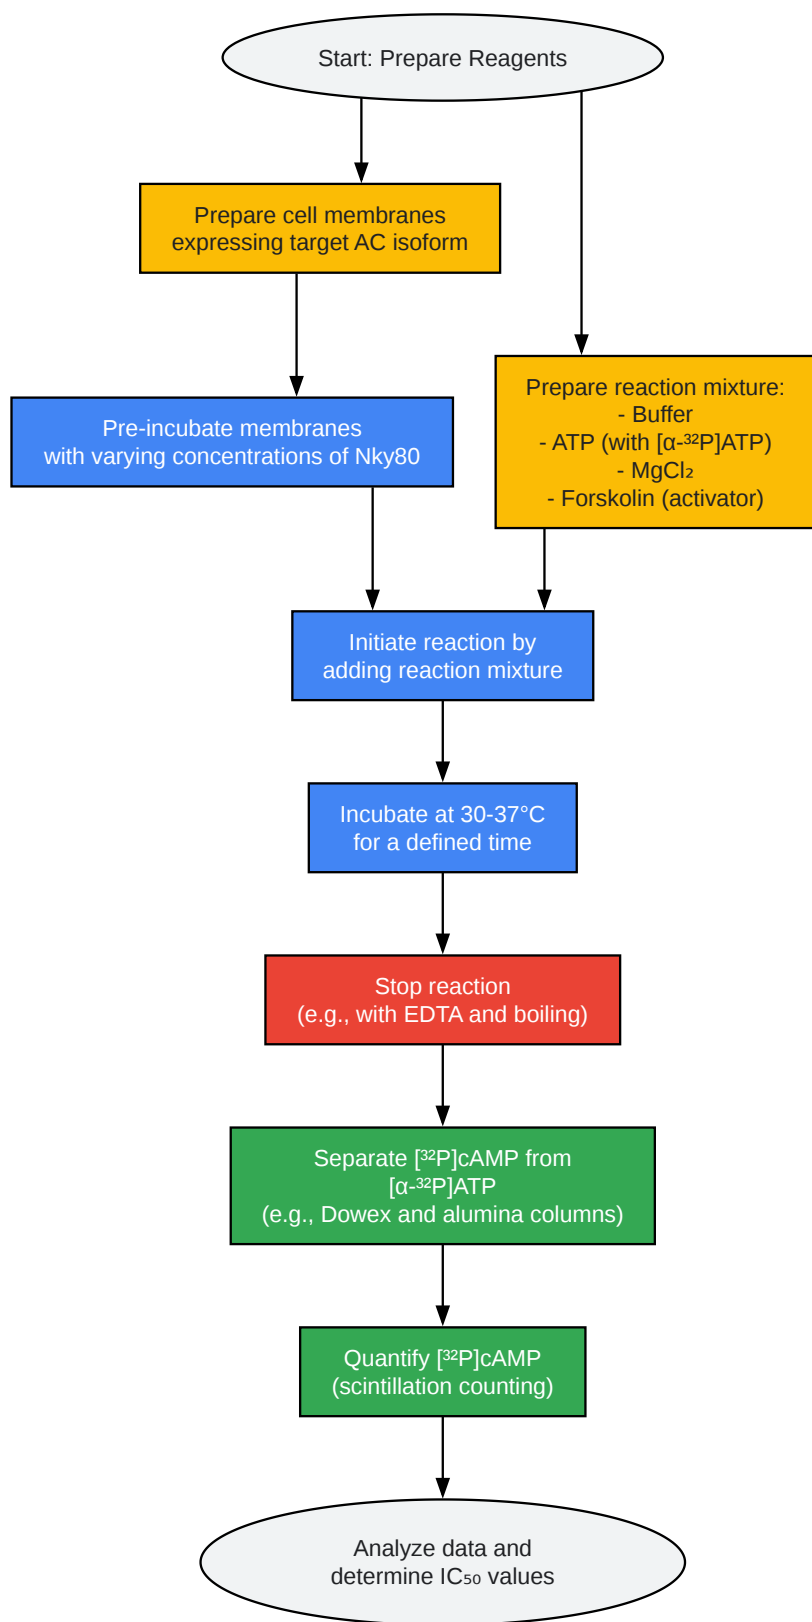 Start: Prepare Reagents
Prepare cell membranes
expressing target AC isoform
Prepare reaction mixture:
- Buffer
- ATP (with [α-³²P]ATP)
- MgCl₂
- Forskolin (activator)
Pre-incubate membranes
with varying concentrations of Nky80
Initiate reaction by
adding reaction mixture
Incubate at 30-37°C
for a defined time
Stop reaction
(e.g., with EDTA and boiling)
Separate [³²P]cAMP from
[α-³²P]ATP
(e.g., Dowex and alumina columns)
Quantify [³²P]cAMP
(scintillation counting)
Analyze data and
determine IC₅₀ values